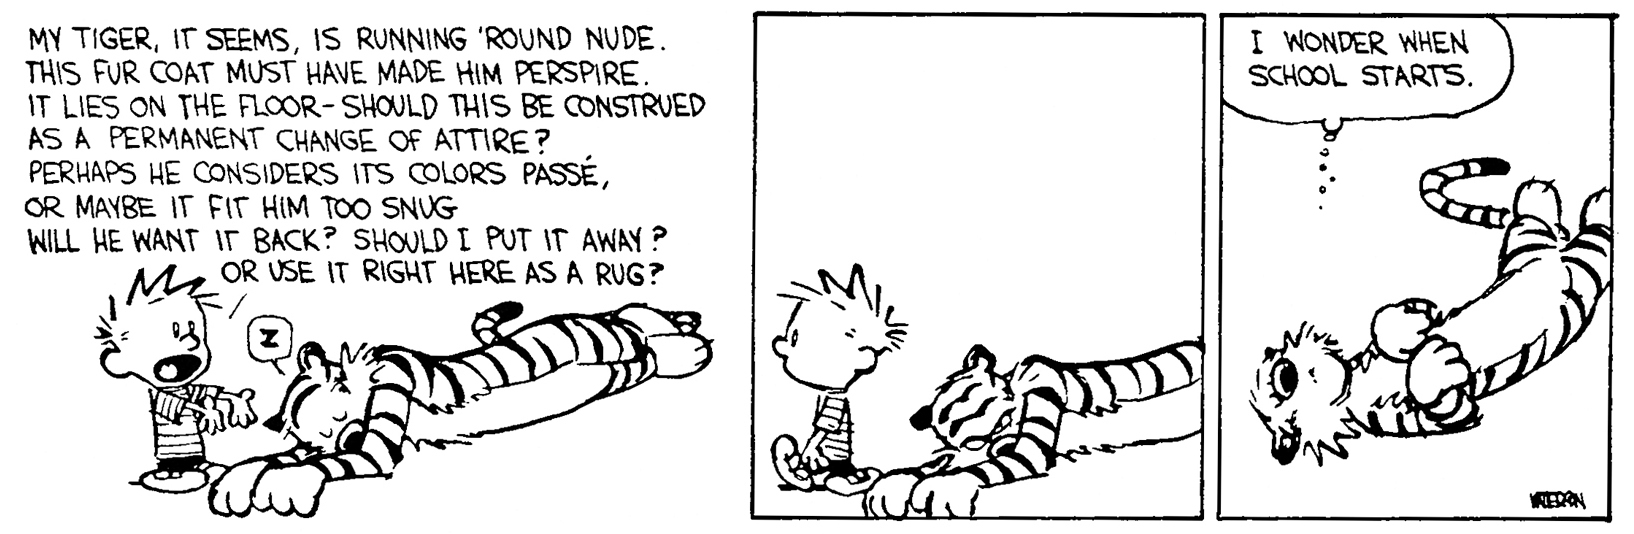 MY TIGER, IT SEEMS, IS RUNNING 'ROUND NUDE.
THIS FUR COAT MUST HAVE MADE HIM PERSPIRE.
IT LIES ON THE FLOOR-SHOULD THIS BE CONSTRUED
AS A PERMANENT CHANGE OF ATTIRE?
PERHAPS HE CONSIDERS ITS COLORS PASSÉ,
OR MAYBE IT FIT HIM TOO SNUG
WILL HE WANT IT BACK? SHOULD I PUT IT AWAY?
OR USE IT RIGHT HERE AS A RUG?
Z
I WONDER WHEN
SCHOOL STARTS.
WATTERSON